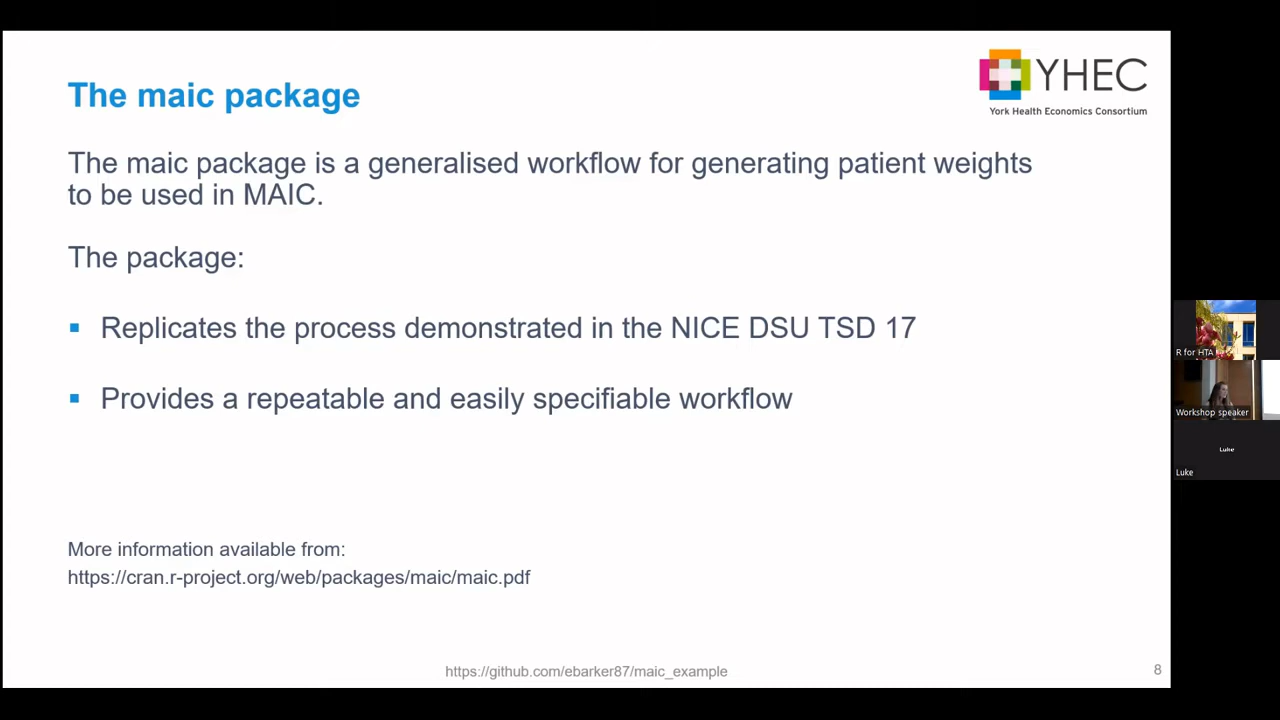 The maic package
YHEC
York Health Economics Consortium
The maic package is a generalised workflow for generating patient weights
to be used in MAIC.
The package:
Replicates the process demonstrated in the NICE DSU TSD 17
Provides a repeatable and easily specifiable workflow
More information available from:
https://cran.r-project.org/web/packages/maic/maic.pdf
https://github.com/ebarker87/maic_example
8
R for HTA
Workshop speaker
Luke
Luke